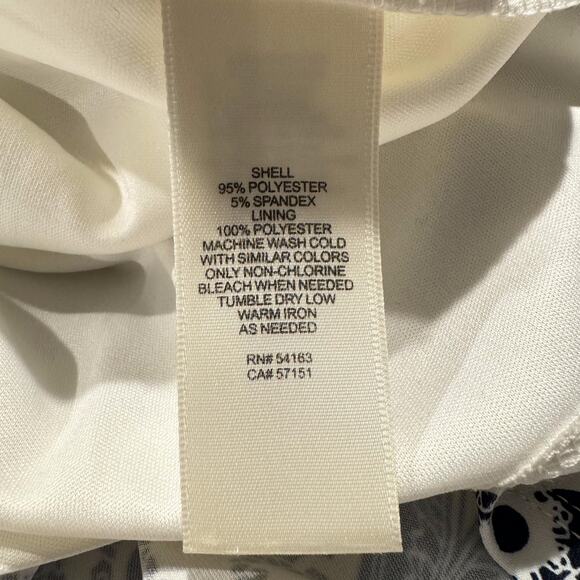 SHELL
95% POLYESTER
5% SPANDEX
LINING
100% POLYESTER
MACHINE WASH COLD
WITH SIMILAR COLORS
ONLY NON-CHLORINE
BLEACH WHEN NEEDED
TUMBLE DRY LOW
WARM IRON
AS NEEDED
RN# 54163
CA# 57151